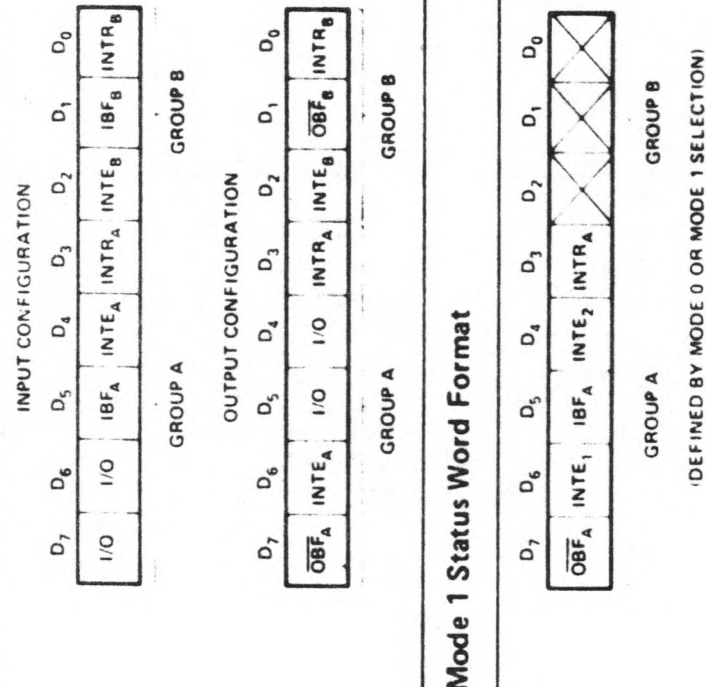 INPUT CONFIGURATION
D7 D6 D5 D4 D3 D2 D1 D0
I/O I/O IBFA INTEA INTRA INTEB IBFB INTRB
GROUP A GROUP B
OUTPUT CONFIGURATION
D7 D6 D5 D4 D3 D2 D1 D0
O̅B̅F̅A INTEA I/O I/O INTRA INTEB O̅B̅F̅B INTRB
GROUP A GROUP B
Mode 1 Status Word Format
D7 D6 D5 D4 D3 D2 D1 D0
O̅B̅F̅A INTE1 IBFA INTE2 INTRA
GROUP A GROUP B
(DEFINED BY MODE 0 OR MODE 1 SELECTION)